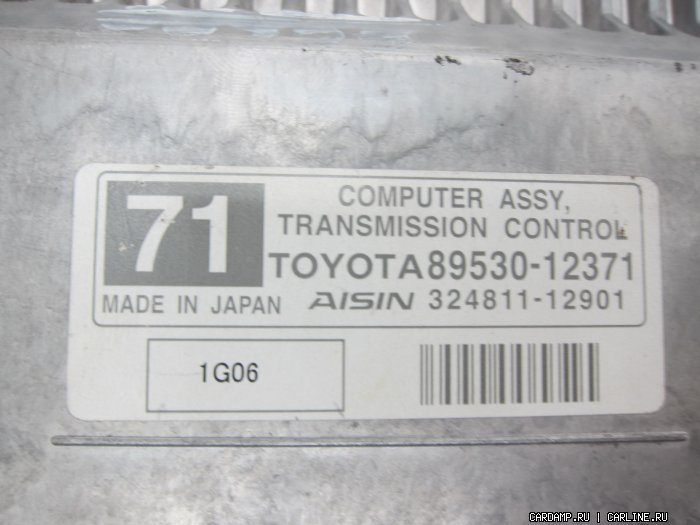 71
COMPUTER ASSY,
TRANSMISSION CONTROL
TOYOTA 89530-12371
MADE IN JAPAN
AISIN 324811-12901
1G06
CARDAMP.RU | CARLINE.RU